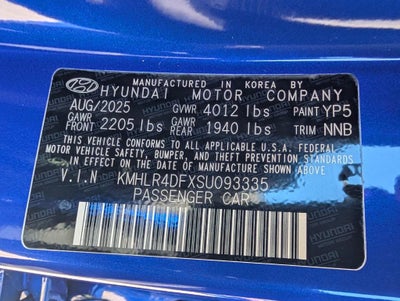 MANUFACTURED IN KOREA BY
HYUNDAI MOTOR COMPANY
AUG/2025 GVWR 4012 lbs PAINT YP5
GAWR FRONT 2205 lbs GAWR REAR 1940 lbs TRIM NNB
THIS VEHICLE CONFORMS TO ALL APPLICABLE U.S.A. FEDERAL
MOTOR VEHICLE SAFETY, BUMPER, AND THEFT PREVENTION STANDARDS
IN EFFECT ON THE DATE OF MANUFACTURE SHOWN ABOVE.
V.I.N KMHLR4DFXSU093335
PASSENGER CAR